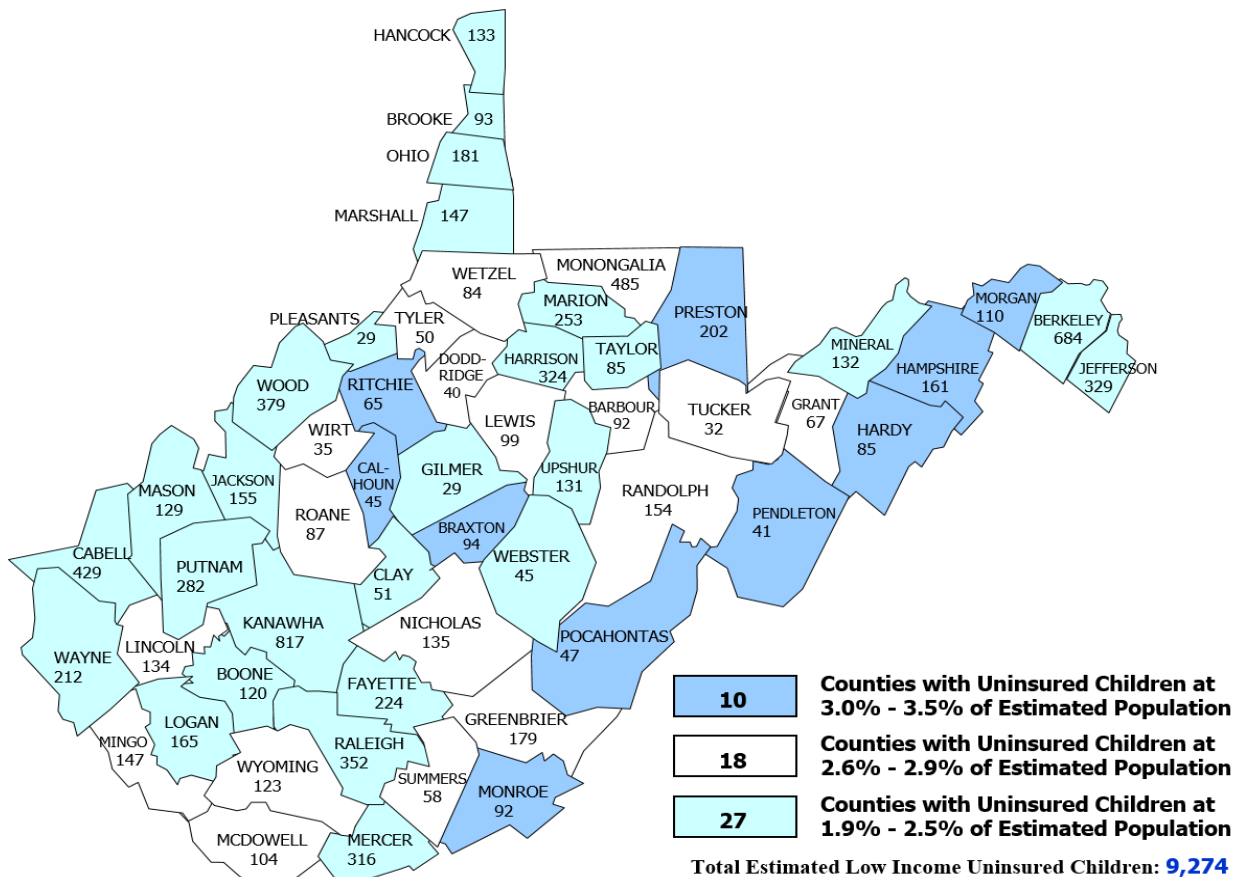 HANCOCK
133
BROOKE
93
OHIO
181
MARSHALL
147
WETZEL
84
MONONGALIA
485
MARION
253
PRESTON
202
MORGAN
110
BERKELEY
684
JEFFERSON
329
PLEASANTS
29
TYLER
50
DODD-
RIDGE
40
HARRISON
324
TAYLOR
85
MINERAL
132
HAMPSHIRE
161
WOOD
379
RITCHIE
65
LEWIS
99
BARBOUR
92
TUCKER
32
GRANT
67
HARDY
85
WIRT
35
CAL-
HOUN
45
GILMER
29
UPSHUR
131
RANDOLPH
154
PENDLETON
41
MASON
129
JACKSON
155
ROANE
87
BRAXTON
94
WEBSTER
45
CABELL
429
PUTNAM
282
CLAY
51
KANAWHA
817
NICHOLAS
135
POCAHONTAS
47
WAYNE
212
LINCOLN
134
BOONE
120
FAYETTE
224
LOGAN
165
MINGO
147
WYOMING
123
RALEIGH
352
GREENBRIER
179
SUMMERS
58
MONROE
92
MCDOWELL
104
MERCER
316
10
Counties with Uninsured Children at
3.0% - 3.5% of Estimated Population
18
Counties with Uninsured Children at
2.6% - 2.9% of Estimated Population
27
Counties with Uninsured Children at
1.9% - 2.5% of Estimated Population
Total Estimated Low Income Uninsured Children: 9,274